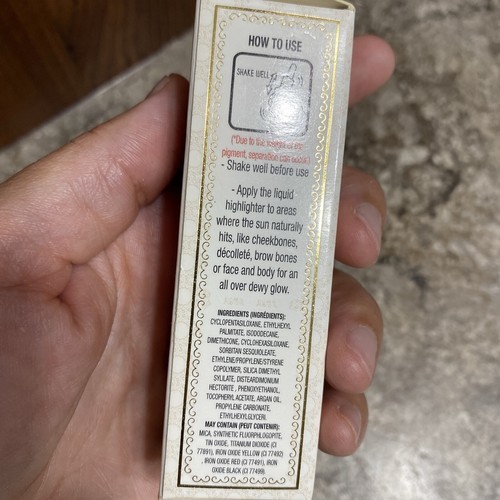 HOW TO USE
SHAKE WELL
(*Due to the weight of the
pigment, separation can occur)
- Shake well before use
- Apply the liquid
highlighter to areas
where the sun naturally
hits, like cheekbones,
décolleté, brow bones
or face and body for an
all over dewy glow.
INGREDIENTS (INGRÉDIENTS):
CYCLOPENTASILOXANE, ETHYLHEXYL
PALMITATE, ISODODECANE,
DIMETHICONE, CYCLOHEXASILOXANE,
SORBITAN SESQUIOLEATE,
ETHYLENE/PROPYLENE/STYRENE
COPOLYMER, SILICA DIMETHYL
SYLILATE, DISTEARDIMONIUM
HECTORITE , PHENOXYETHANOL,
TOCOPHERYL ACETATE, ARGAN OIL,
PROPYLENE CARBONATE,
ETHYLHEXYLGLYCERI.
MAY CONTAIN (PEUT CONTENIR):
MICA, SYNTHETIC FLUORPHLOGOPITE,
TIN OXIDE, TITANIUM DIOXIDE (CI
77891), IRON OXIDE YELLOW (CI 77492)
, IRON OXIDE RED (CI 77491), IRON
OXIDE BLACK (CI 77499).